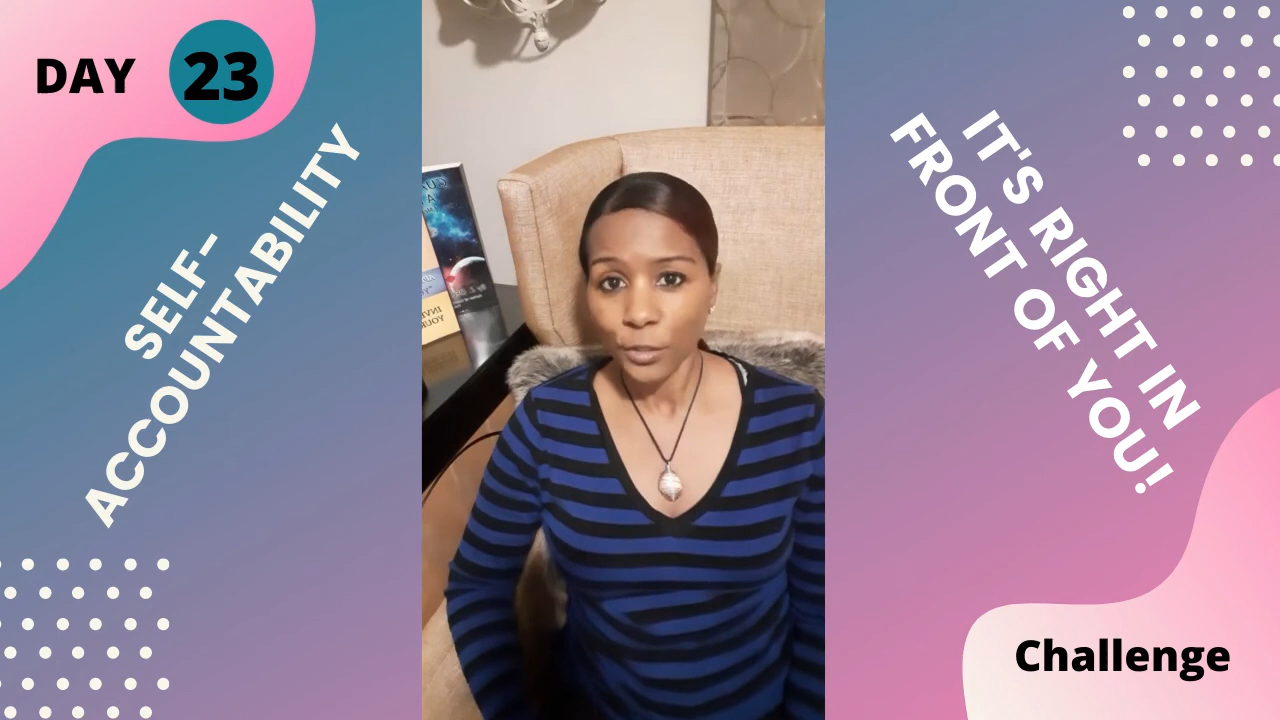 DAY 23
SELF-
ACCOUNTABILITY
IT'S RIGHT IN
FRONT OF YOU!
Challenge